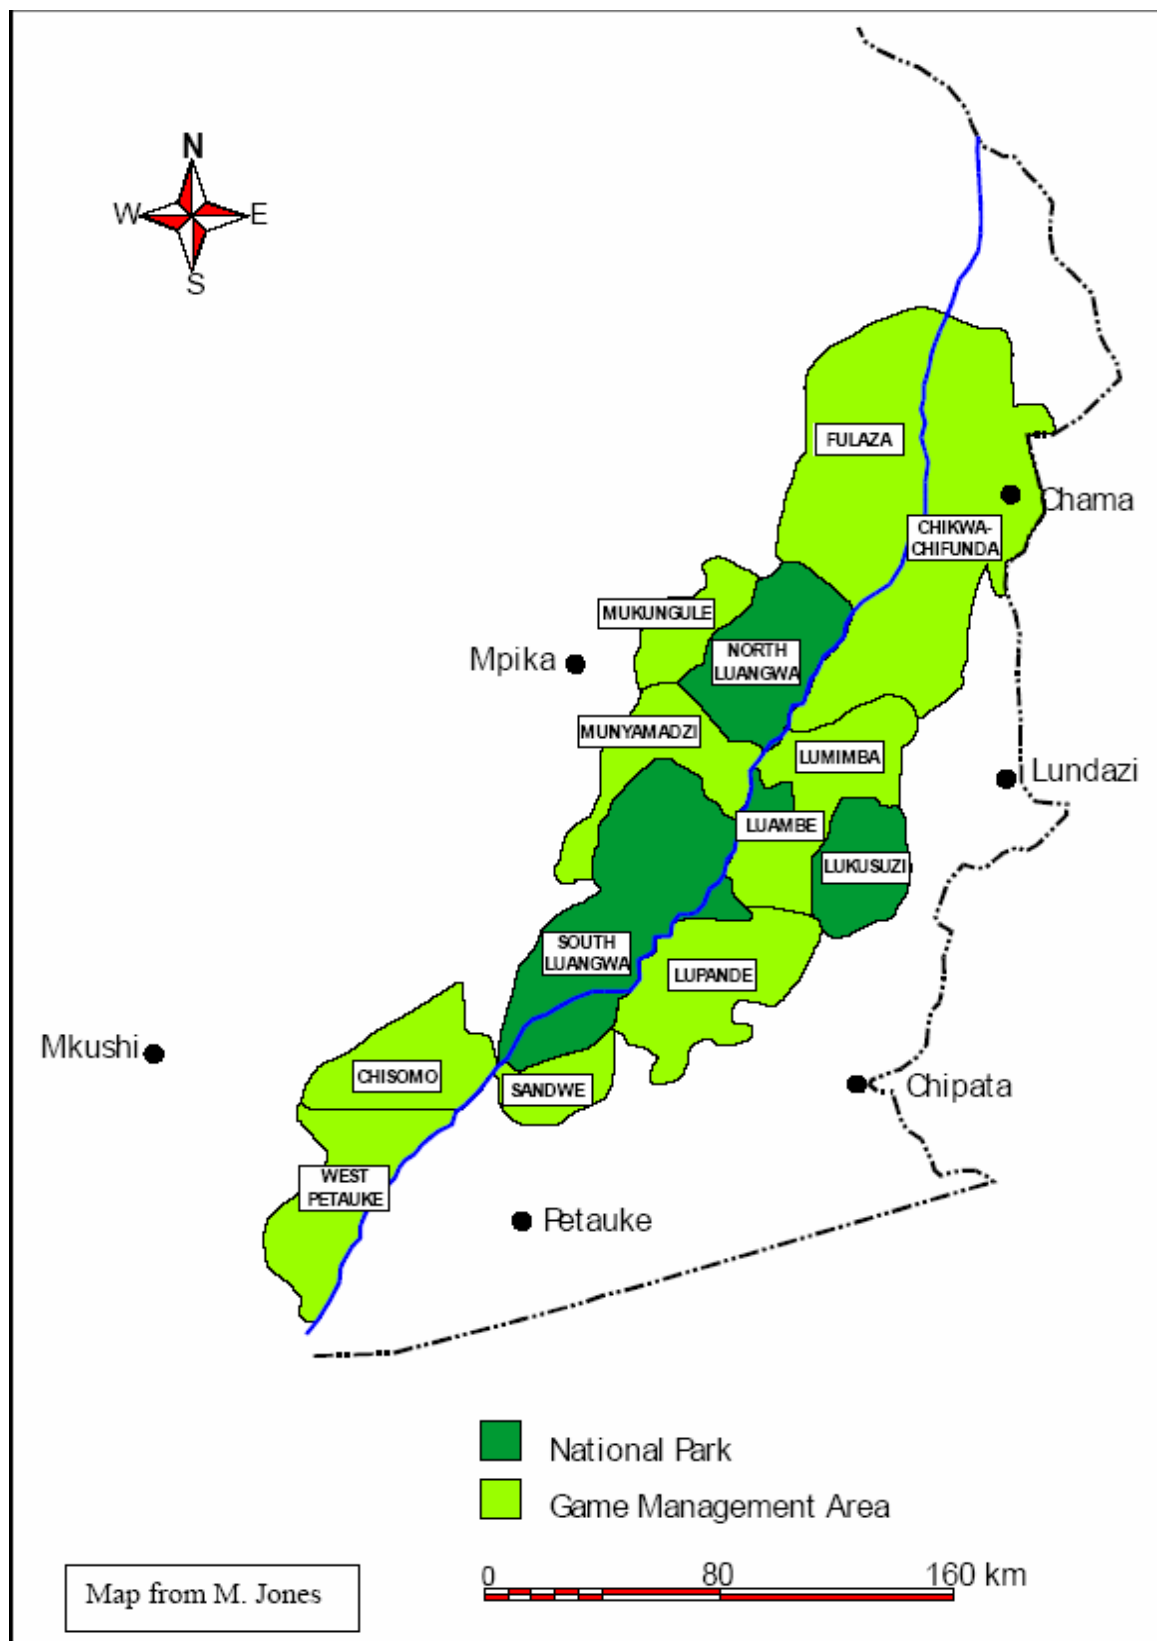 N
W
E
S
FULAZA
Chama
CHIKWA-
CHIFUNDA
MUKUNGULE
Mpika
NORTH
LUANGWA
MUNYAMADZI
LUMIMBA
Lundazi
LUAMBE
LUKUSUZI
SOUTH
LUANGWA
LUPANDE
Mkushi
CHISOMO
SANDWE
Chipata
WEST
PETAUKE
Petauke
National Park
Game Management Area
0 80 160 km
Map from M. Jones